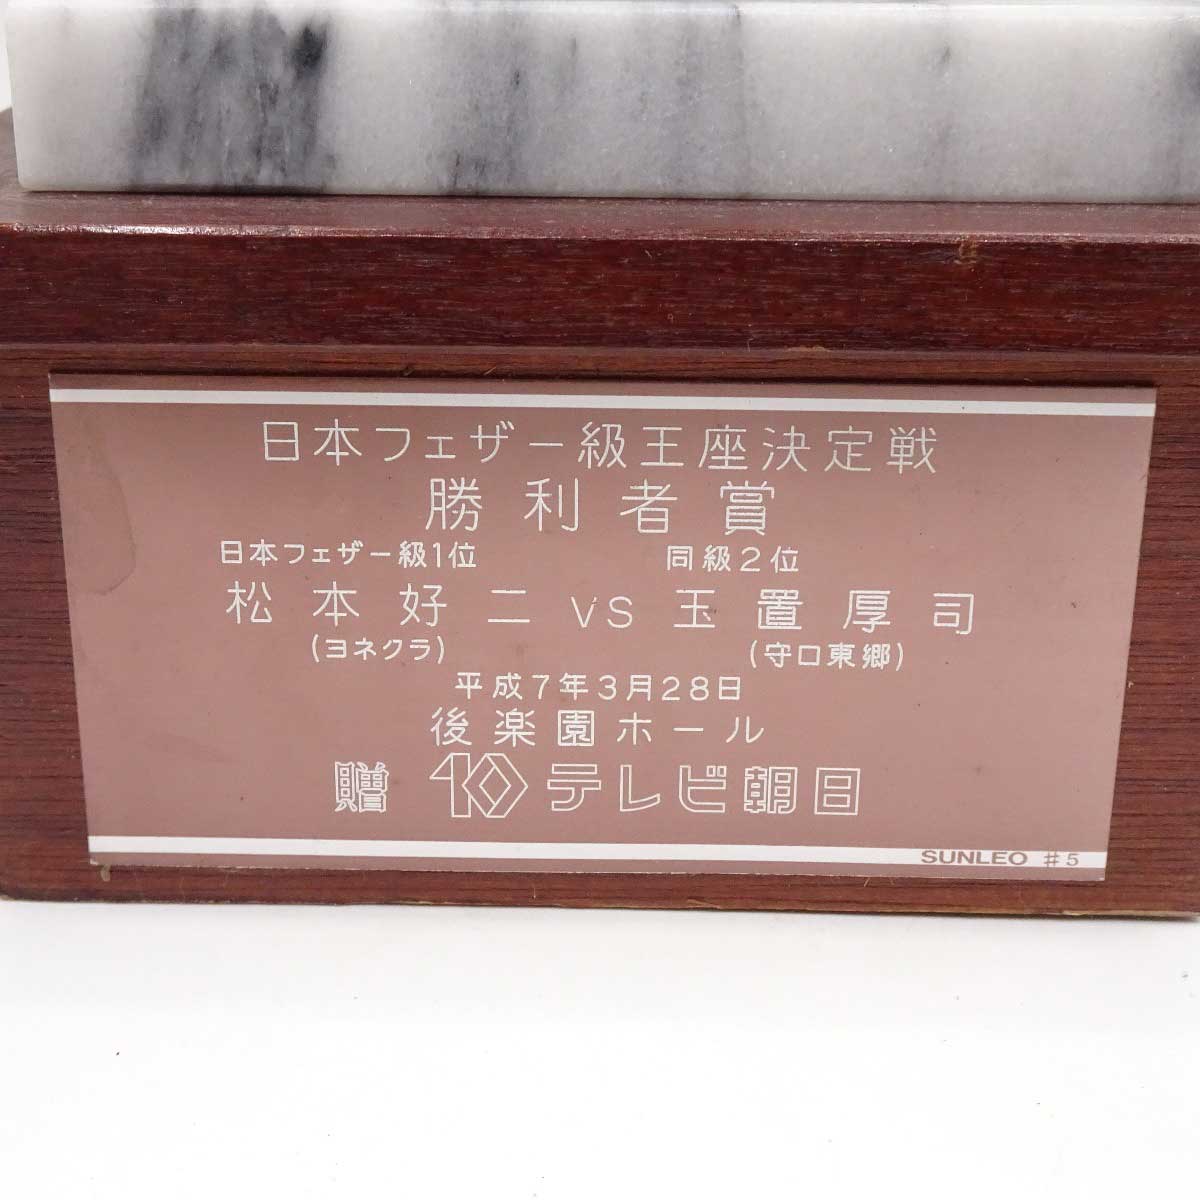 日本フェザー級王座決定戦
勝利者賞
日本フェザー級1位 同級2位
松本好二 VS 玉置厚司
(ヨネクラ) (守口東郷)
平成7年3月28日
後楽園ホール
贈 10 テレビ朝日
SUNLEO #5